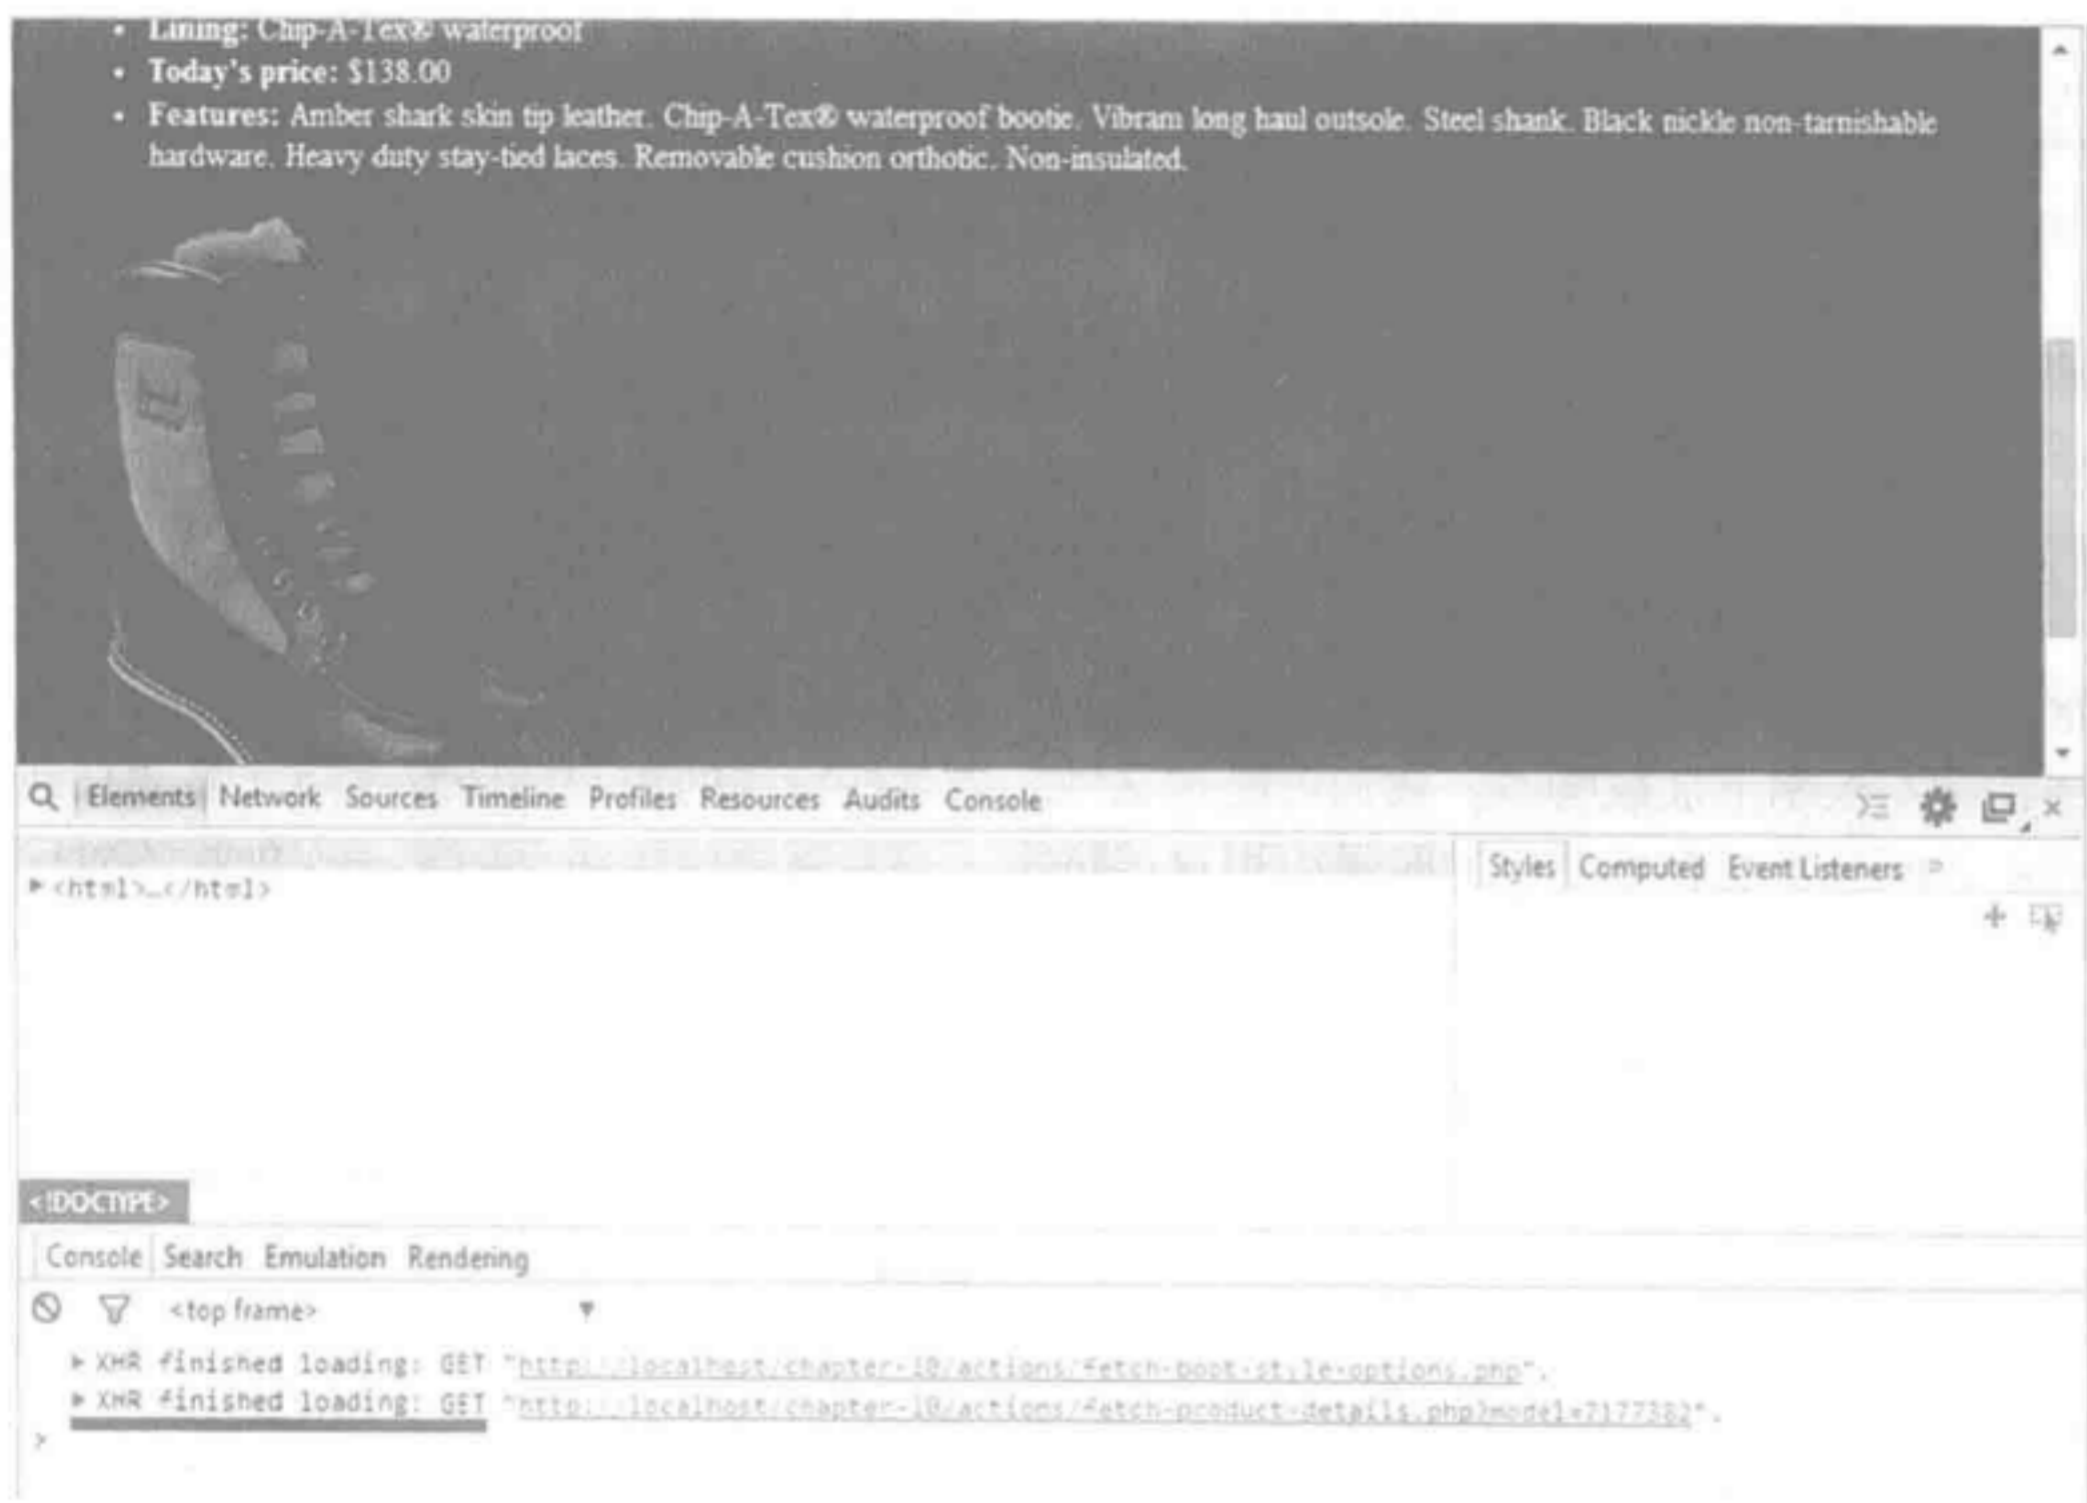 • Lining: Chip-A-Tex® waterproof
• Today's price: $138.00
• Features: Amber shark skin tip leather. Chip-A-Tex® waterproof bootie. Vibram long haul outsole. Steel shank. Black nickle non-tarnishable
hardware. Heavy duty stay-tied laces. Removable cushion orthotic. Non-insulated.
Elements Network Sources Timeline Profiles Resources Audits Console
Styles Computed Event Listeners »
▶ <html>…</html>
<!DOCTYPE>
Console Search Emulation Rendering
<top frame> ▼
▶ XHR finished loading: GET "http://localhost/chapter-10/actions/fetch-boot-style-options.php".
▶ XHR finished loading: GET "http://localhost/chapter-10/actions/fetch-product-details.php?model=7177382".
>